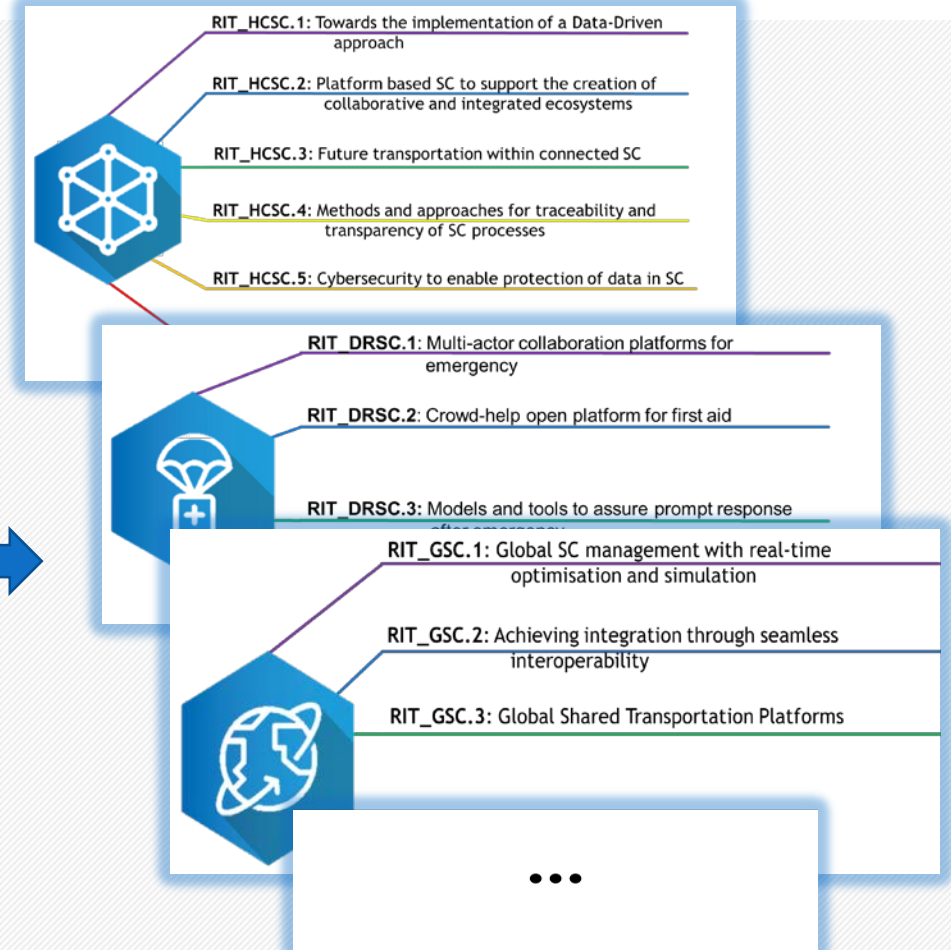 RIT_HCSC.1: Towards the implementation of a Data-Driven
approach
RIT_HCSC.2: Platform based SC to support the creation of
collaborative and integrated ecosystems
RIT_HCSC.3: Future transportation within connected SC
RIT_HCSC.4: Methods and approaches for traceability and
transparency of SC processes
RIT_HCSC.5: Cybersecurity to enable protection of data in SC
RIT_DRSC.1: Multi-actor collaboration platforms for
emergency
RIT_DRSC.2: Crowd-help open platform for first aid
RIT_DRSC.3: Models and tools to assure prompt response
after emergency
RIT_GSC.1: Global SC management with real-time
optimisation and simulation
RIT_GSC.2: Achieving integration through seamless
interoperability
RIT_GSC.3: Global Shared Transportation Platforms
...